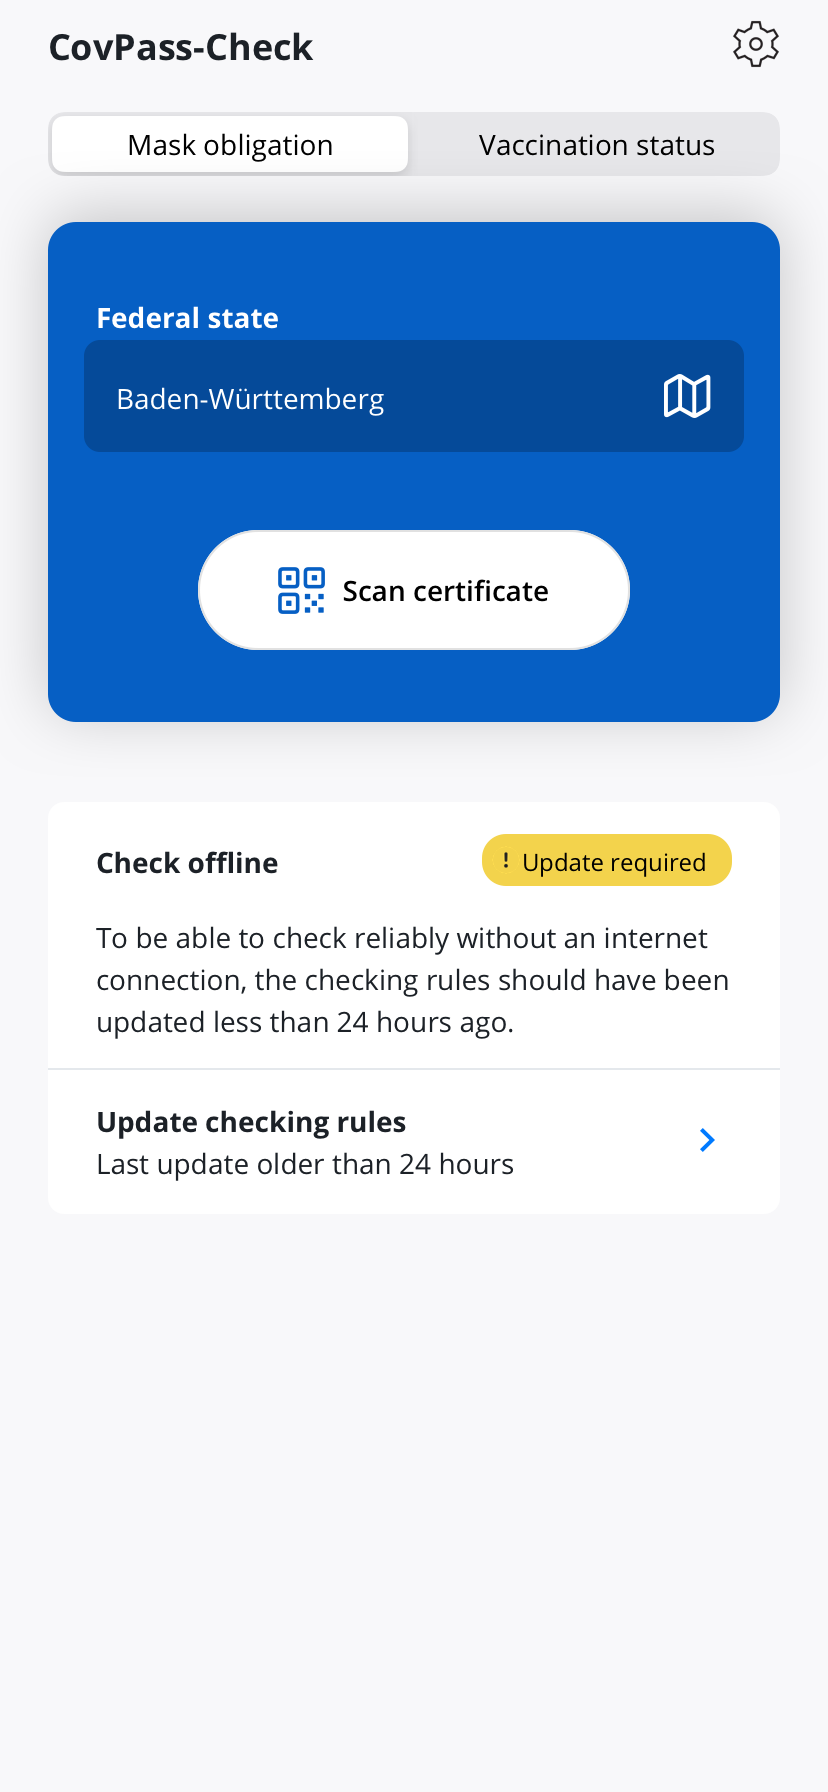 CovPass-Check
Mask obligation
Vaccination status
Federal state
Baden-Württemberg
Scan certificate
Check offline
! Update required
To be able to check reliably without an internet
connection, the checking rules should have been
updated less than 24 hours ago.
Update checking rules
Last update older than 24 hours